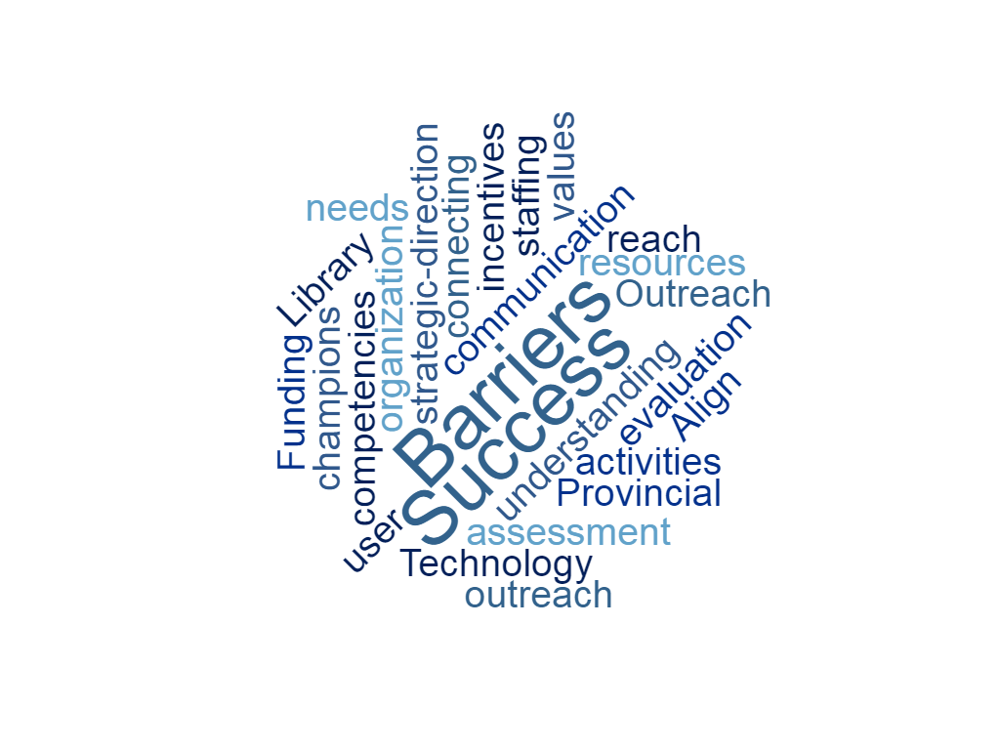 values
incentives
staffing
strategic-direction
connecting
communication
needs
reach
Library
organization
resources
Outreach
Barriers
Success
Funding
champions
competencies
understanding
evaluation
Align
activities
Provincial
user
assessment
Technology
outreach